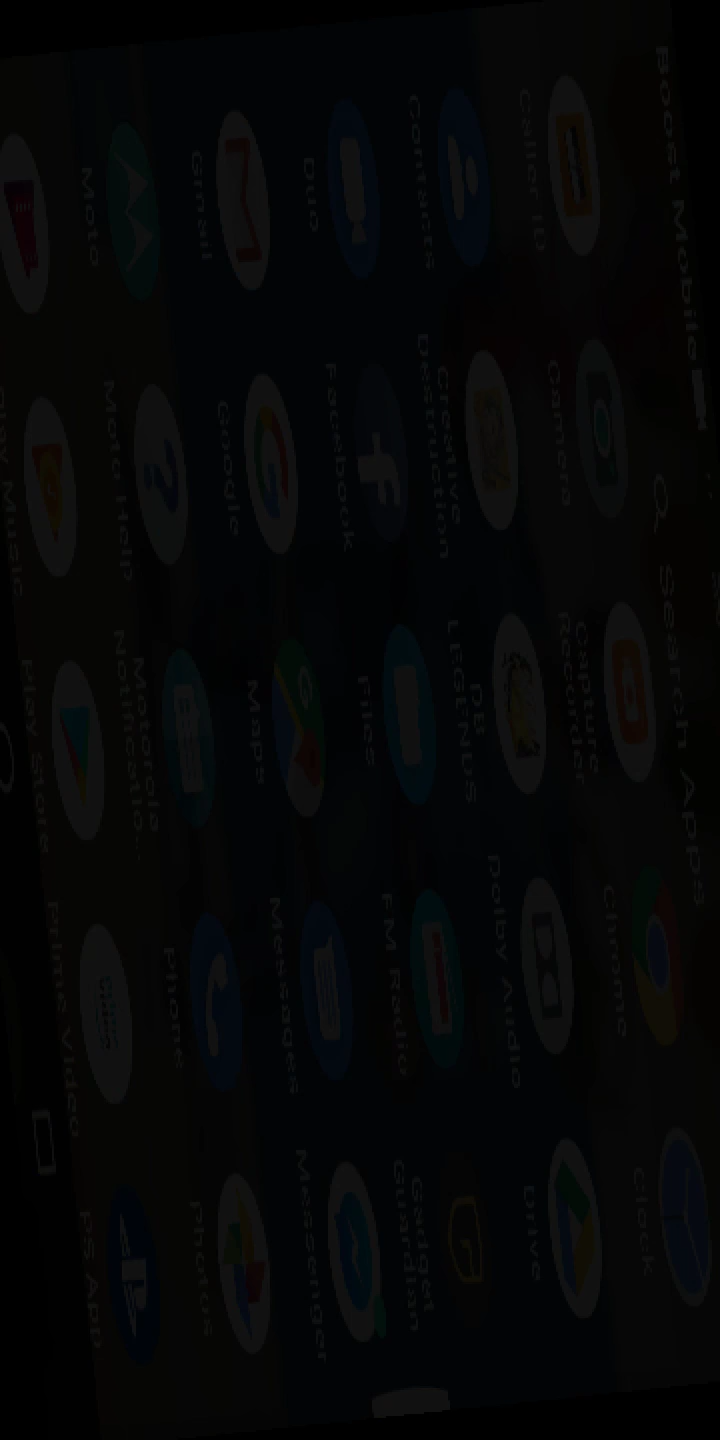 Boost Mobile
Search Apps
Caller ID
Camera
Capture
Recorder
Chrome
Clock
Contacts
Creative
Destruction
DB
LEGENDS
Dolby Audio
Drive
Duo
Facebook
Files
FM Radio
Gadget
Guardian
Gmail
Google
Maps
Messages
Messenger
Moto
Moto Help
Motorola
Notificatio...
Phone
Photos
Play Music
Play Store
Prime Video
PS App